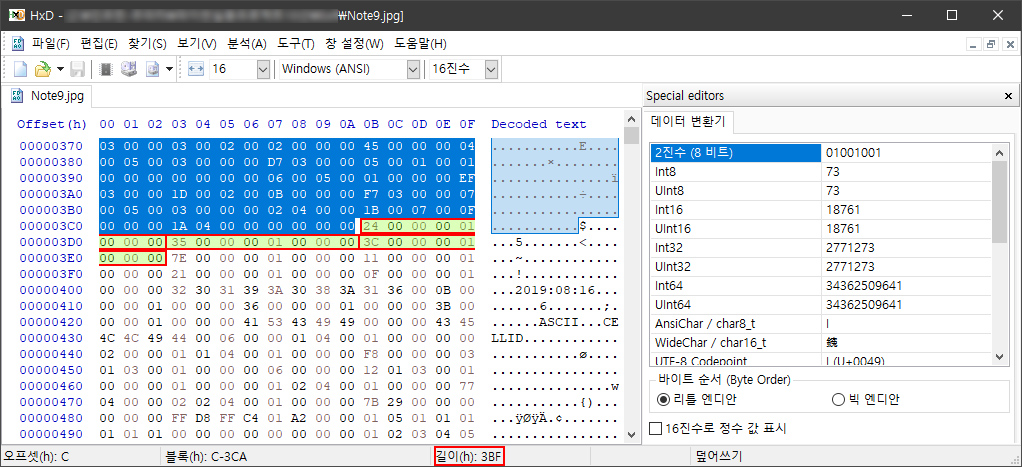 HxD - ₩Note9.jpg]
파일(F) 편집(E) 찾기(S) 보기(V) 분석(A) 도구(T) 창 설정(W) 도움말(H)
16 Windows (ANSI) 16진수
Note9.jpg
Offset(h) 00 01 02 03 04 05 06 07 08 09 0A 0B 0C 0D 0E 0F Decoded text
00000370 03 00 00 03 00 02 00 02 00 00 00 45 00 00 00 04 ...........E....
00000380 00 05 00 03 00 00 00 D7 03 00 00 05 00 01 00 01 .......×........
00000390 00 00 00 00 00 00 00 06 00 05 00 01 00 00 00 EF ...............ï
000003A0 03 00 00 1D 00 02 00 0B 00 00 00 F7 03 00 00 07 ...........÷....
000003B0 00 05 00 03 00 00 00 02 04 00 00 1B 00 07 00 0F ................
000003C0 00 00 00 1A 04 00 00 00 00 00 00 24 00 00 00 01 ...........$....
000003D0 00 00 00 35 00 00 00 01 00 00 00 3C 00 00 00 01 ...5.......<....
000003E0 00 00 00 7E 00 00 00 01 00 00 00 11 00 00 00 00 ...~............
000003F0 00 00 00 21 00 00 00 01 00 00 00 0F 00 00 00 00 ...!............
00000400 00 00 00 32 30 31 39 3A 30 38 3A 31 36 00 0B 00 ...2019:08:16...
00000410 00 00 01 00 00 00 36 00 00 00 01 00 00 00 3B 00 ......6.......;.
00000420 00 00 01 00 00 00 41 53 43 49 49 00 00 00 43 45 ......ASCII...CE
00000430 4C 4C 49 44 00 06 00 00 01 04 00 01 00 00 00 00 LLID............
00000440 02 00 00 01 01 04 00 01 00 00 00 F8 00 00 00 03 ...........ø....
00000450 01 03 00 01 00 00 00 06 00 00 00 12 01 03 00 01 ................
00000460 00 00 00 00 00 00 00 01 02 04 00 01 00 00 00 77 ...............w
00000470 04 00 00 02 02 04 00 01 00 00 00 7B 29 00 00 00 ...........{)...
00000480 00 00 00 FF D8 FF C4 01 A2 00 00 01 05 01 01 01 ...ÿØÿÄ.¢.......
00000490 01 01 01 00 00 00 00 00 00 00 00 01 02 03 04 05 ................
Special editors
데이터 변환기
2진수 (8 비트) 01001001
Int8 73
UInt8 73
Int16 18761
UInt16 18761
Int32 2771273
UInt32 2771273
Int64 34362509641
UInt64 34362509641
AnsiChar / char8_t I
WideChar / char16_t
UTF-8 Codepoint I (U+0049)
바이트 순서 (Byte Order)
리틀 엔디안 빅 엔디안
16진수로 정수 값 표시
오프셋(h): C 블록(h): C-3CA 길이(h): 3BF 덮어쓰기